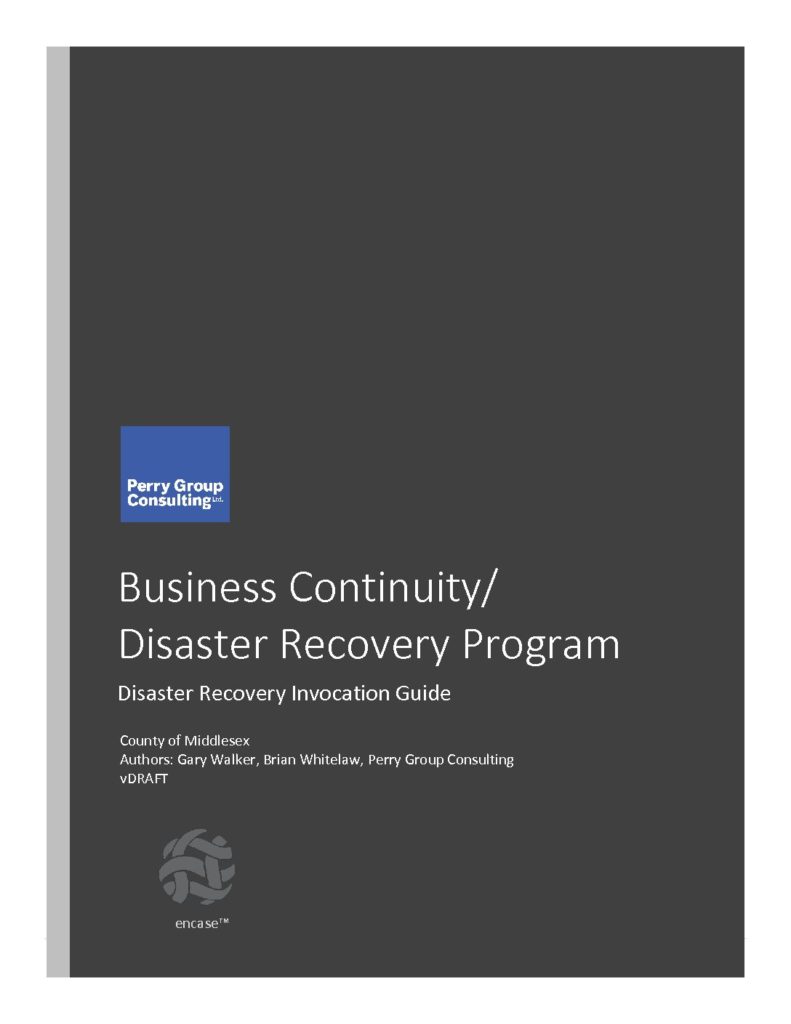 Perry Group
Consulting Ltd.
Business Continuity/
Disaster Recovery Program
Disaster Recovery Invocation Guide
County of Middlesex
Authors: Gary Walker, Brian Whitelaw, Perry Group Consulting
vDRAFT
encase™